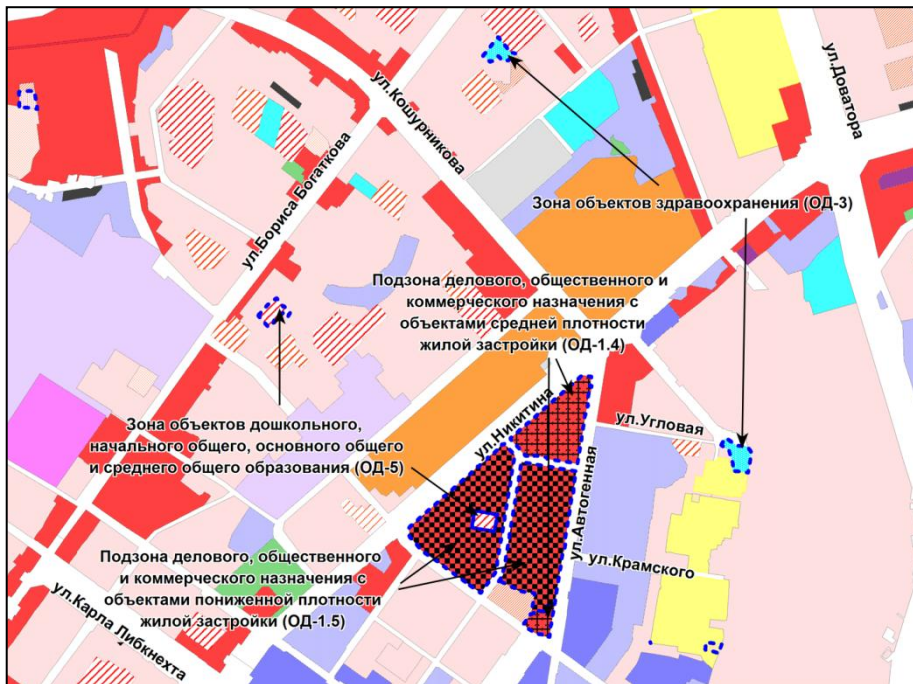 ул.Кошурникова
ул.Доватора
ул.Бориса Богаткова
Зона объектов здравоохранения (ОД-3)
Подзона делового, общественного и
коммерческого назначения с
объектами средней плотности
жилой застройки (ОД-1.4)
ул.Никитина
ул.Угловая
Зона объектов дошкольного,
начального общего, основного общего
и среднего общего образования (ОД-5)
ул.Автогенная
Подзона делового, общественного
и коммерческого назначения с
объектами пониженной плотности
жилой застройки (ОД-1.5)
ул.Крамского
ул.Карла Либкнехта